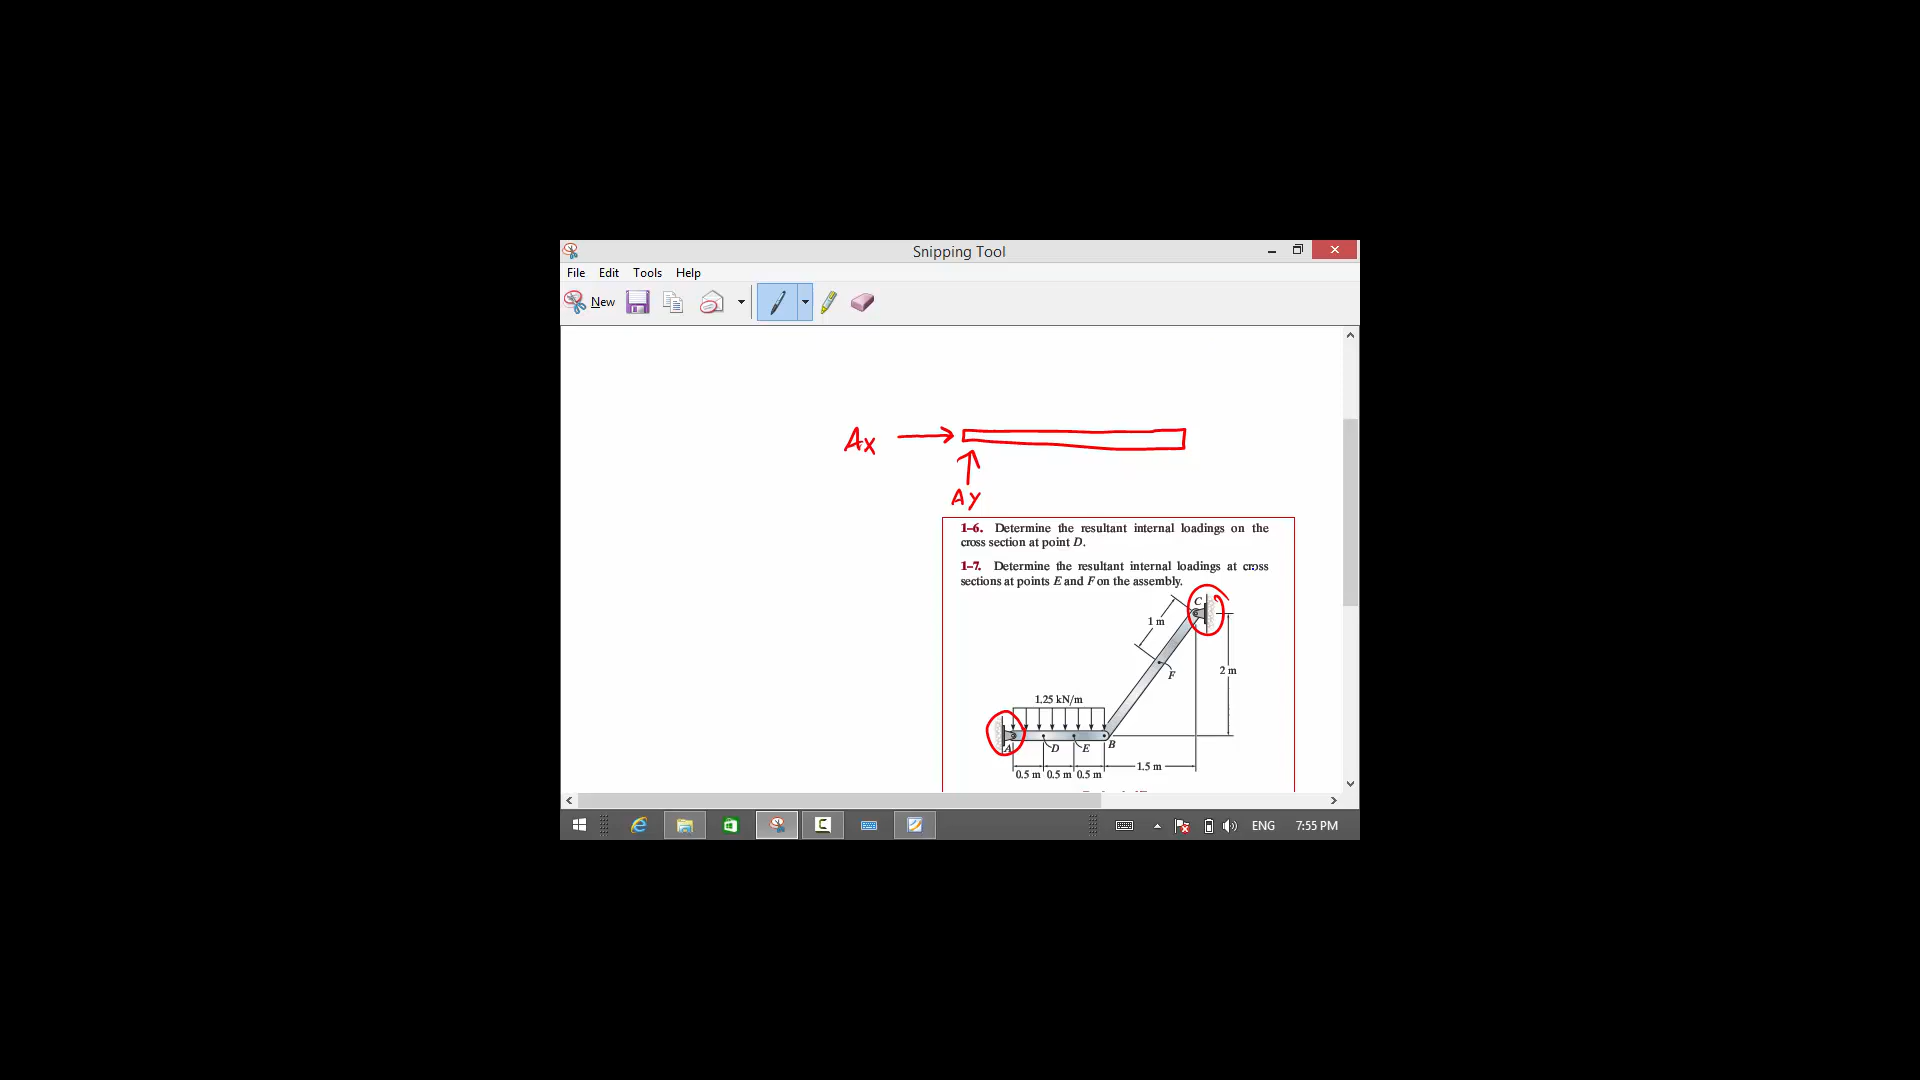 Snipping Tool
File Edit Tools Help
New
Ax
Ay
1–6. Determine the resultant internal loadings on the
cross section at point D.
1–7. Determine the resultant internal loadings at cross
sections at points E and F on the assembly.
C
1 m
F
2 m
1.25 kN/m
A D E B
1.5 m
0.5 m 0.5 m 0.5 m
ENG 7:55 PM